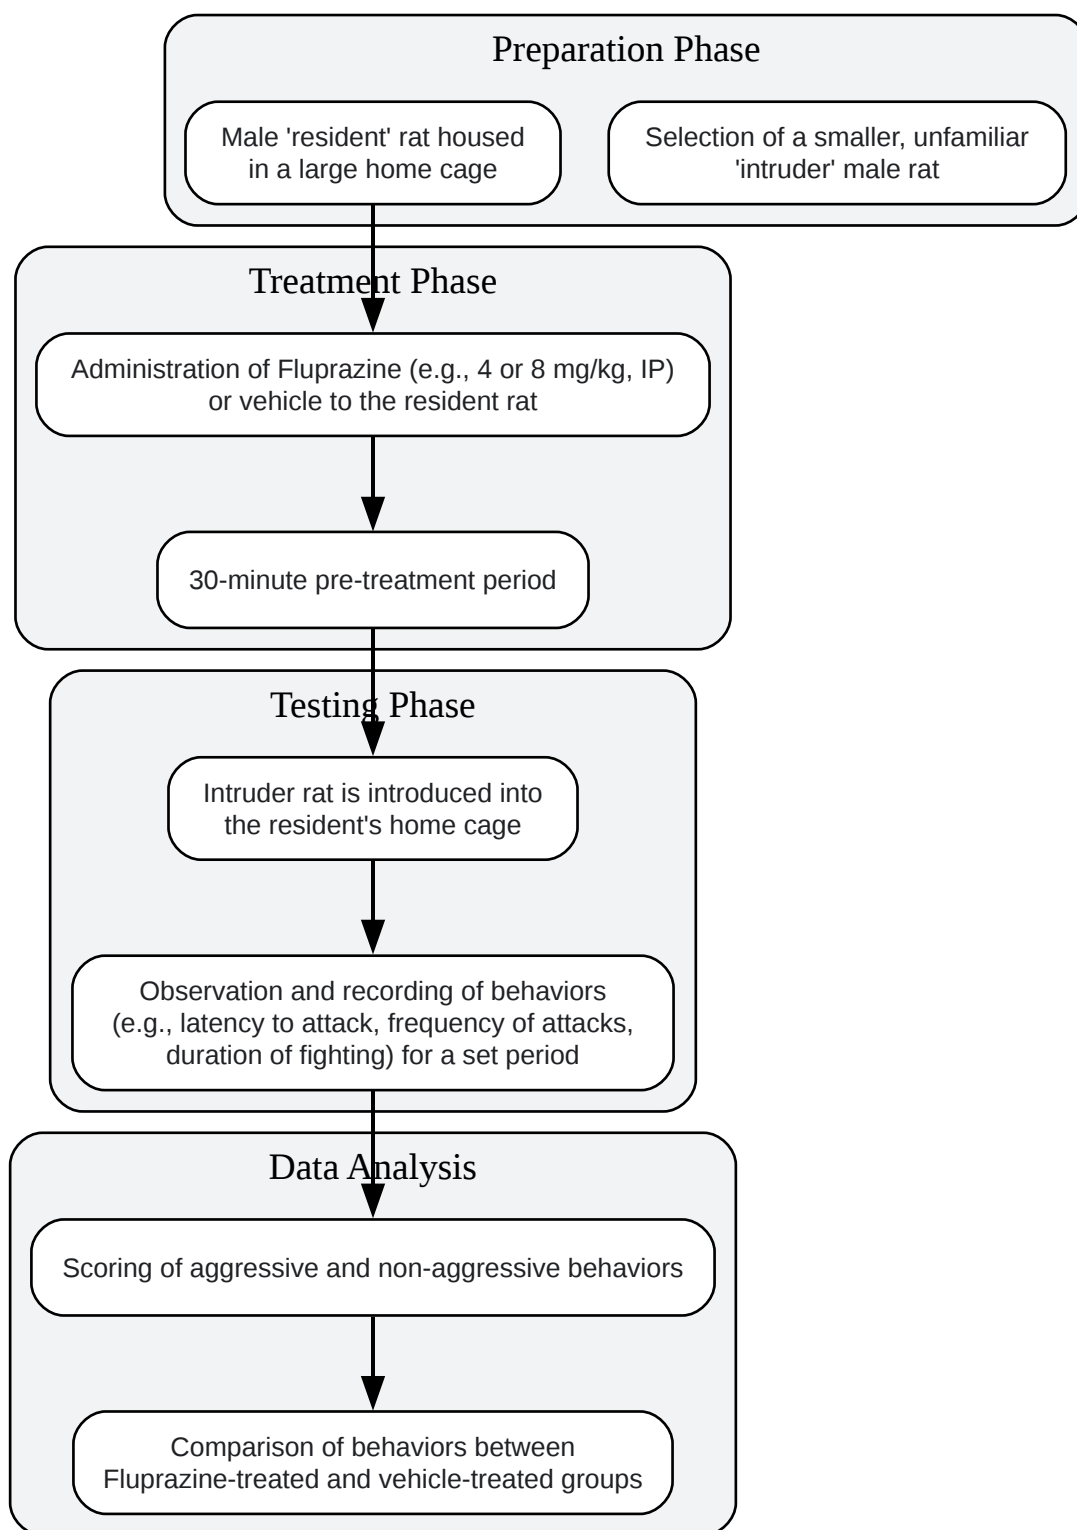 Preparation Phase
Male 'resident' rat housed
in a large home cage
Selection of a smaller, unfamiliar
'intruder' male rat
Treatment Phase
Administration of Fluprazine (e.g., 4 or 8 mg/kg, IP)
or vehicle to the resident rat
30-minute pre-treatment period
Testing Phase
Intruder rat is introduced into
the resident's home cage
Observation and recording of behaviors
(e.g., latency to attack, frequency of attacks,
duration of fighting) for a set period
Data Analysis
Scoring of aggressive and non-aggressive behaviors
Comparison of behaviors between
Fluprazine-treated and vehicle-treated groups